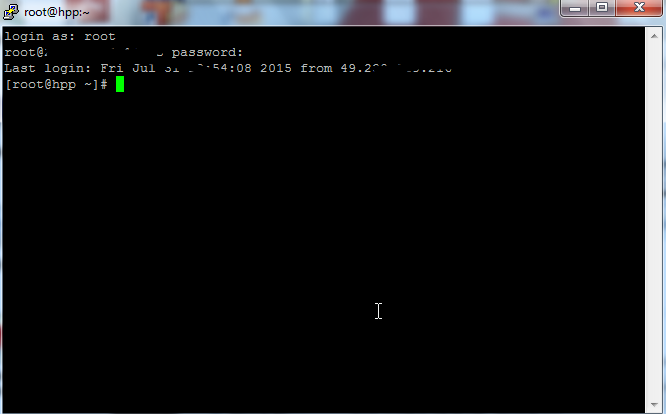 root@hpp:~
login as: root
root@ password:
Last login: Fri Jul 31 :54:08 2015 from 49.
[root@hpp ~]#